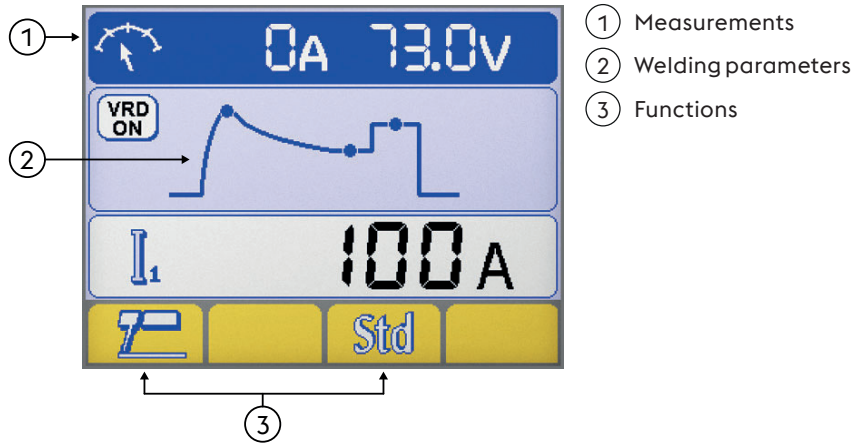 1
0A 73.0V
1 Measurements
2 Welding parameters
3 Functions
VRD
ON
2
I1
100A
Std
3